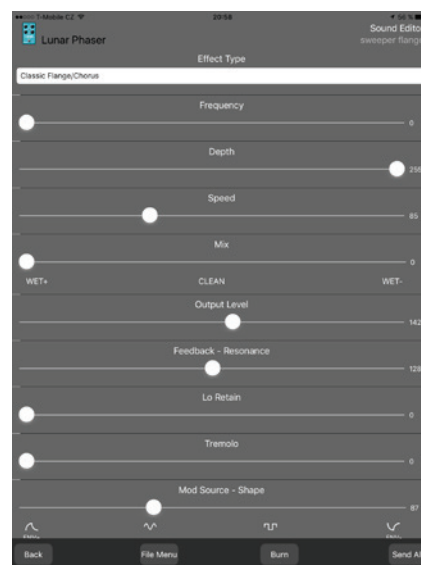 T-Mobile CZ 20:58 56 %
Sound Edito
Lunar Phaser sweeper flange
Effect Type
Classic Flange/Chorus
Frequency
0
Depth
255
Speed
85
Mix
0
WET+ CLEAN WET-
Output Level
142
Feedback - Resonance
128
Lo Retain
0
Tremolo
0
Mod Source - Shape
87
Back File Menu Burn Send Al